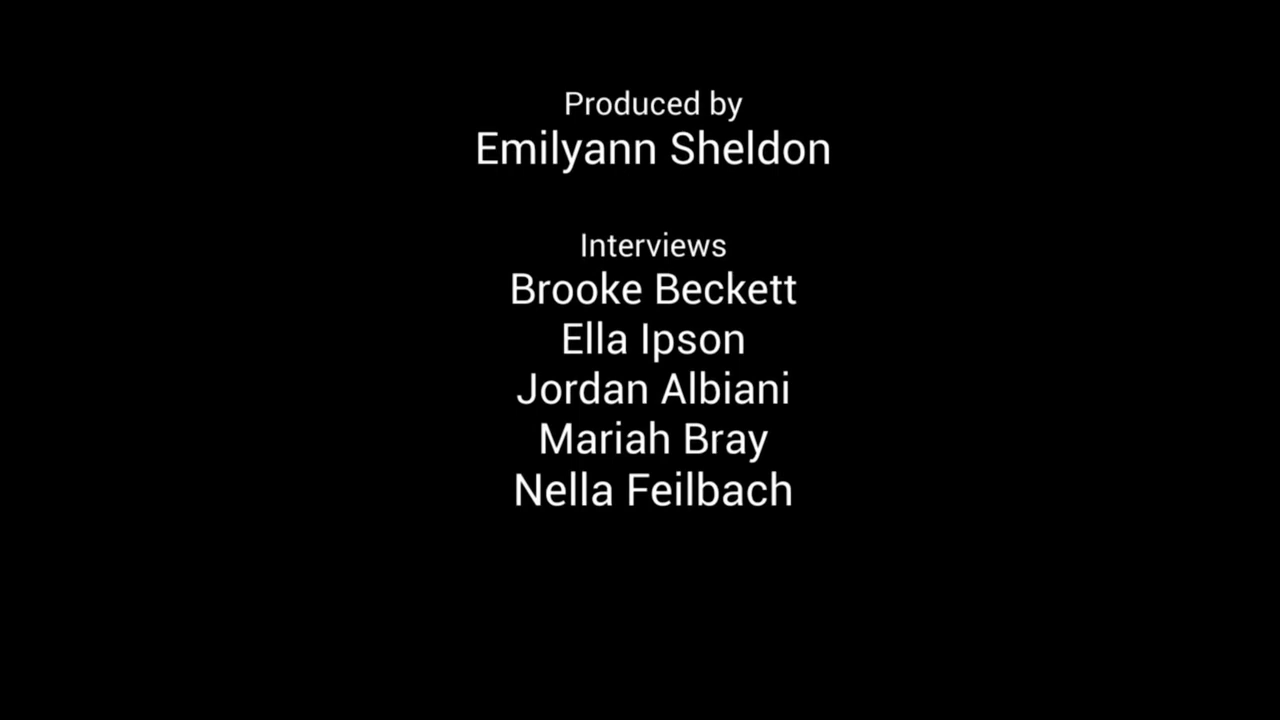 Produced by
Emilyann Sheldon
Interviews
Brooke Beckett
Ella Ipson
Jordan Albiani
Mariah Bray
Nella Feilbach